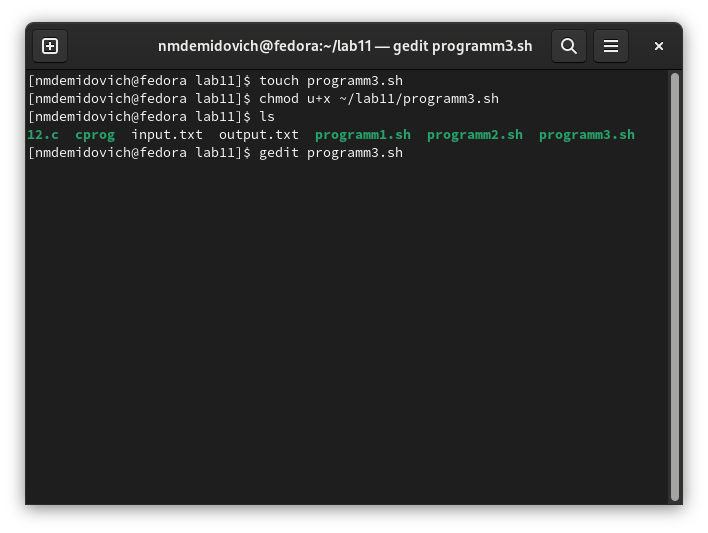 nmdemidovich@fedora:~/lab11 — gedit programm3.sh
[nmdemidovich@fedora lab11]$ touch programm3.sh
[nmdemidovich@fedora lab11]$ chmod u+x ~/lab11/programm3.sh
[nmdemidovich@fedora lab11]$ ls
12.c  cprog  input.txt  output.txt  programm1.sh  programm2.sh  programm3.sh
[nmdemidovich@fedora lab11]$ gedit programm3.sh